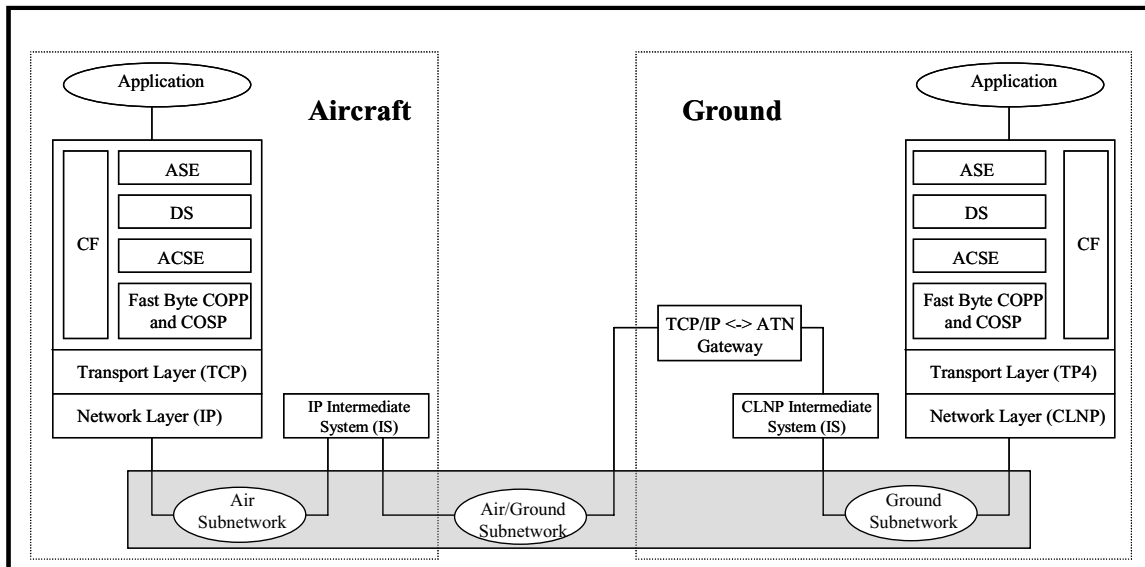 Application
Aircraft
CF
ASE
DS
ACSE
Fast Byte COPP
and COSP
Transport Layer (TCP)
Network Layer (IP)
IP Intermediate
System (IS)
Air
Subnetwork
Air/Ground
Subnetwork
Ground
TCP/IP <-> ATN
Gateway
CLNP Intermediate
System (IS)
Ground
Subnetwork
Application
ASE
DS
ACSE
Fast Byte COPP
and COSP
CF
Transport Layer (TP4)
Network Layer (CLNP)